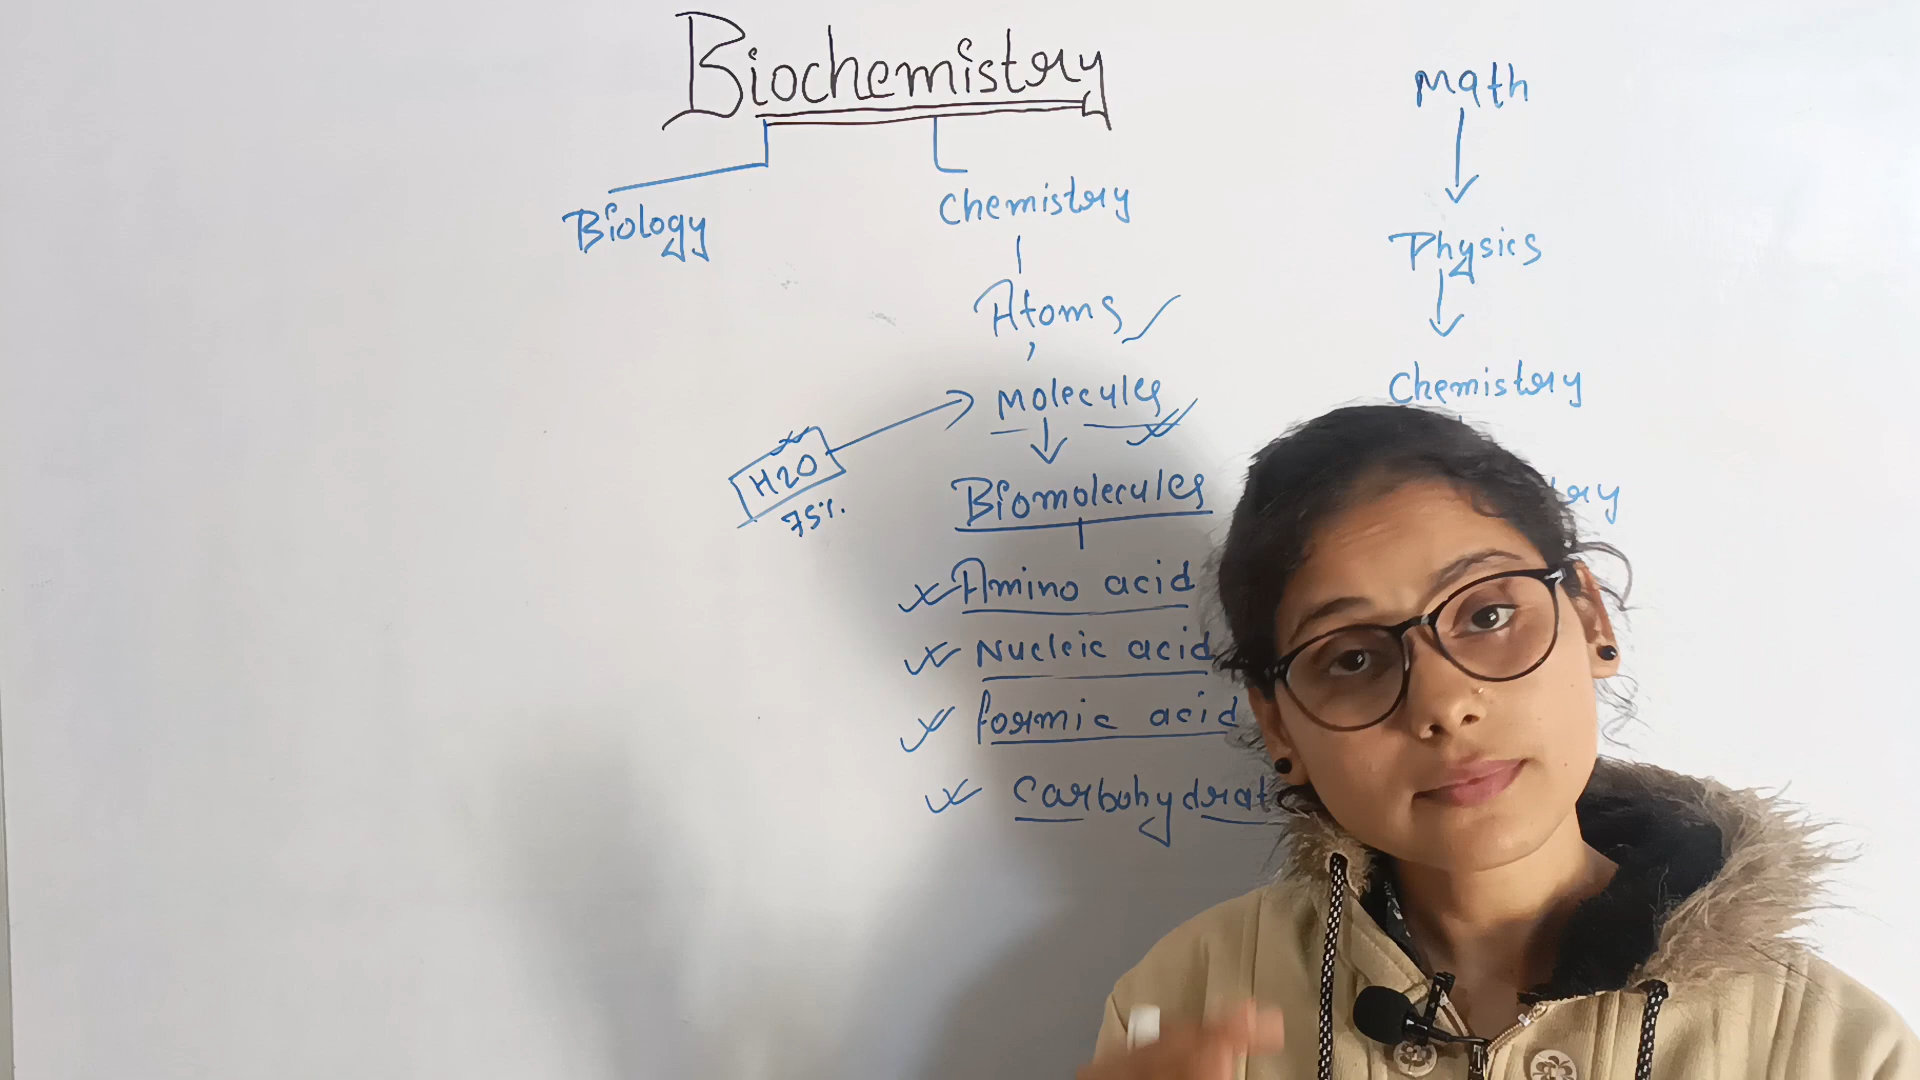 Biochemistry
Biology
Chemistry
Atoms
Molecules
H2O
75%.
Biomolecules
Amino acid
Nucleic acid
formic acid
Carbohydrat
Math
Physics
Chemistry